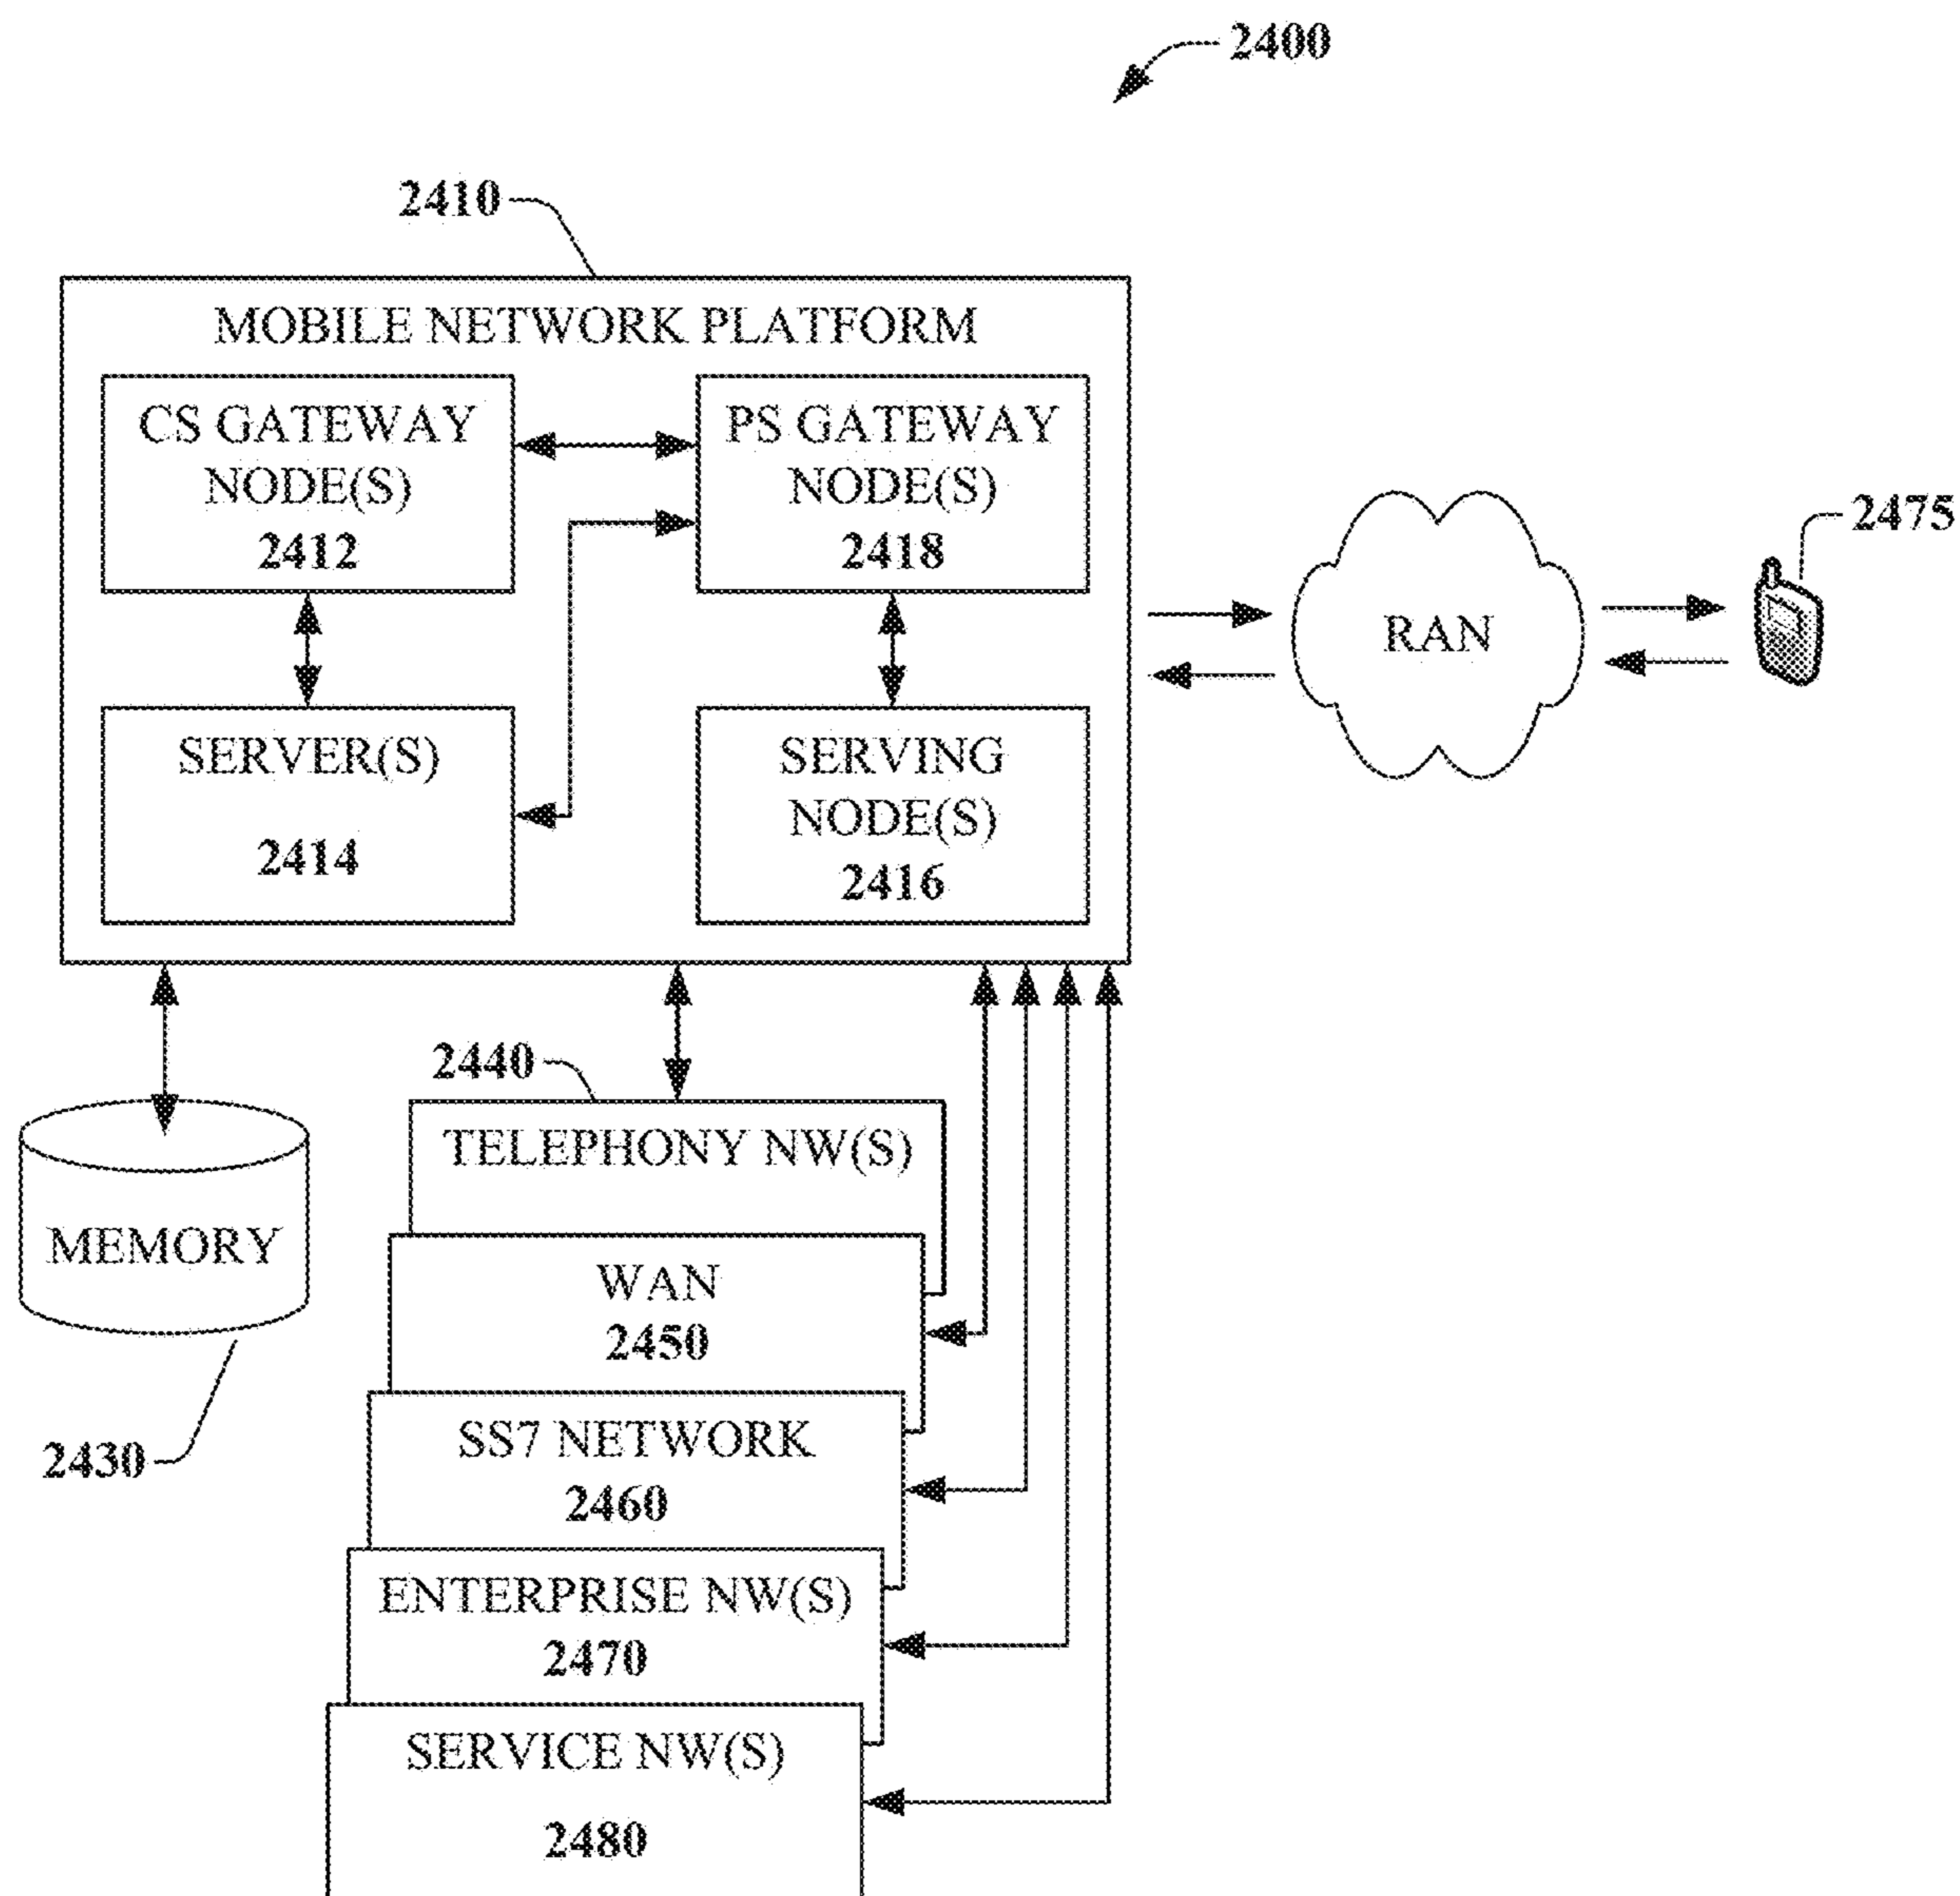 2400
2410
MOBILE NETWORK PLATFORM
CS GATEWAY
NODE(S)
2412
PS GATEWAY
NODE(S)
2418
SERVER(S)
2414
SERVING
NODE(S)
2416
RAN
2475
2440
TELEPHONY NW(S)
MEMORY
2430
WAN
2450
SS7 NETWORK
2460
ENTERPRISE NW(S)
2470
SERVICE NW(S)
2480